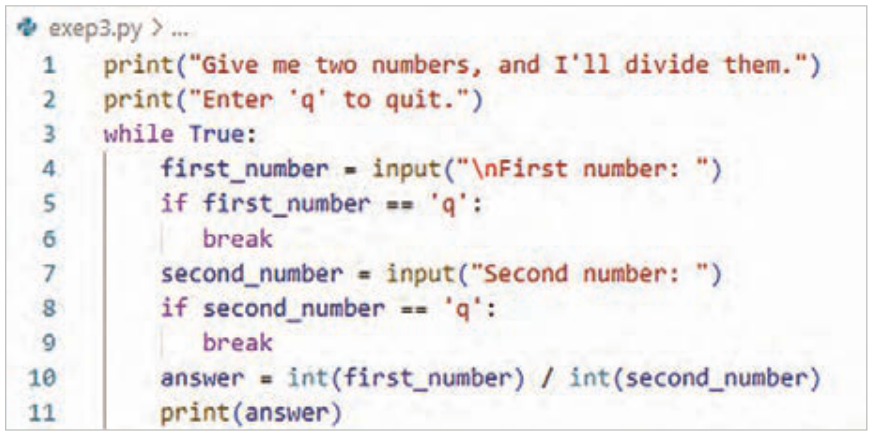 exep3.py > ...
1 print("Give me two numbers, and I'll divide them.")
2 print("Enter 'q' to quit.")
3 while True:
4     first_number = input("\nFirst number: ")
5     if first_number == 'q':
6         break
7     second_number = input("Second number: ")
8     if second_number == 'q':
9         break
10     answer = int(first_number) / int(second_number)
11     print(answer)